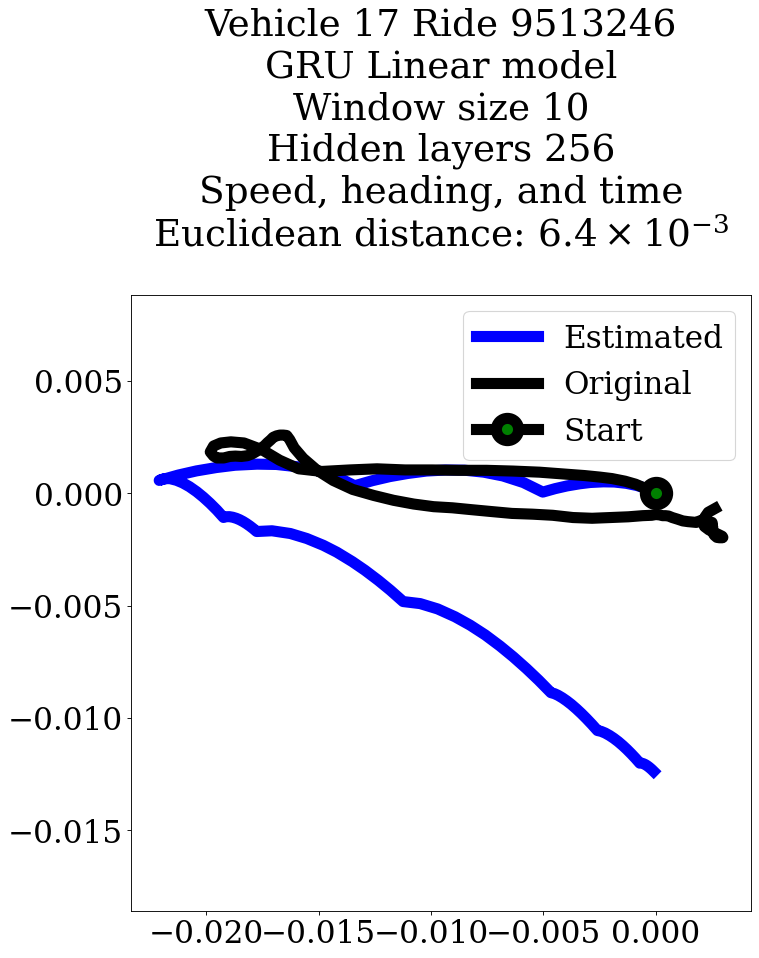 Vehicle 17 Ride 9513246
GRU Linear model
Window size 10
Hidden layers 256
Speed, heading, and time
Euclidean distance: 6.4 × 10⁻³
Estimated
Original
Start
0.005
0.000
−0.005
−0.010
−0.015
−0.020 −0.015 −0.010 −0.005 0.000